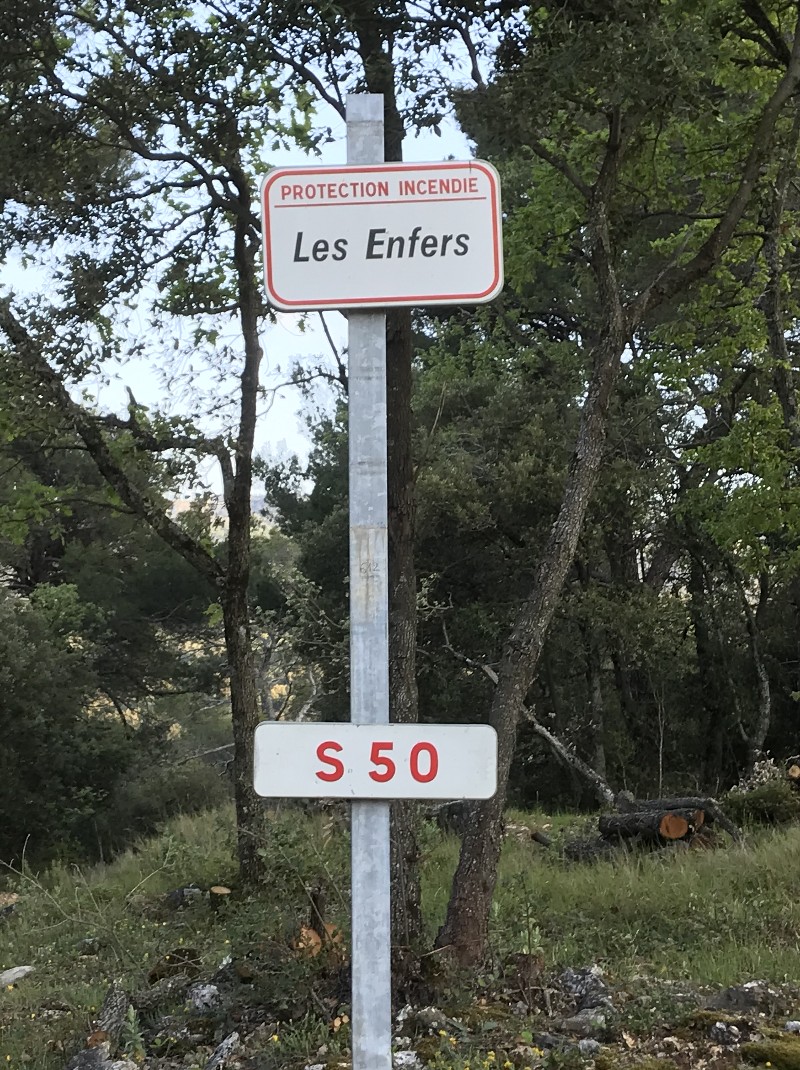 PROTECTION INCENDIE
Les Enfers
S 50